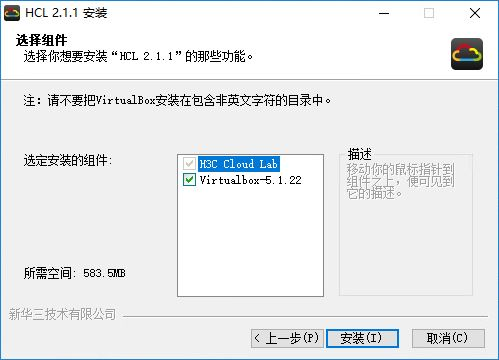 HCL 2.1.1 安装
选择组件
选择你想要安装“HCL 2.1.1”的那些功能。
注: 请不要把VirtualBox安装在包含非英文字符的目录中。
选定安装的组件:
H3C Cloud Lab
Virtualbox-5.1.22
描述
移动你的鼠标指针到
组件之上，便可见到
它的描述。
所需空间: 583.5MB
新华三技术有限公司
< 上一步(P)
安装(I)
取消(C)